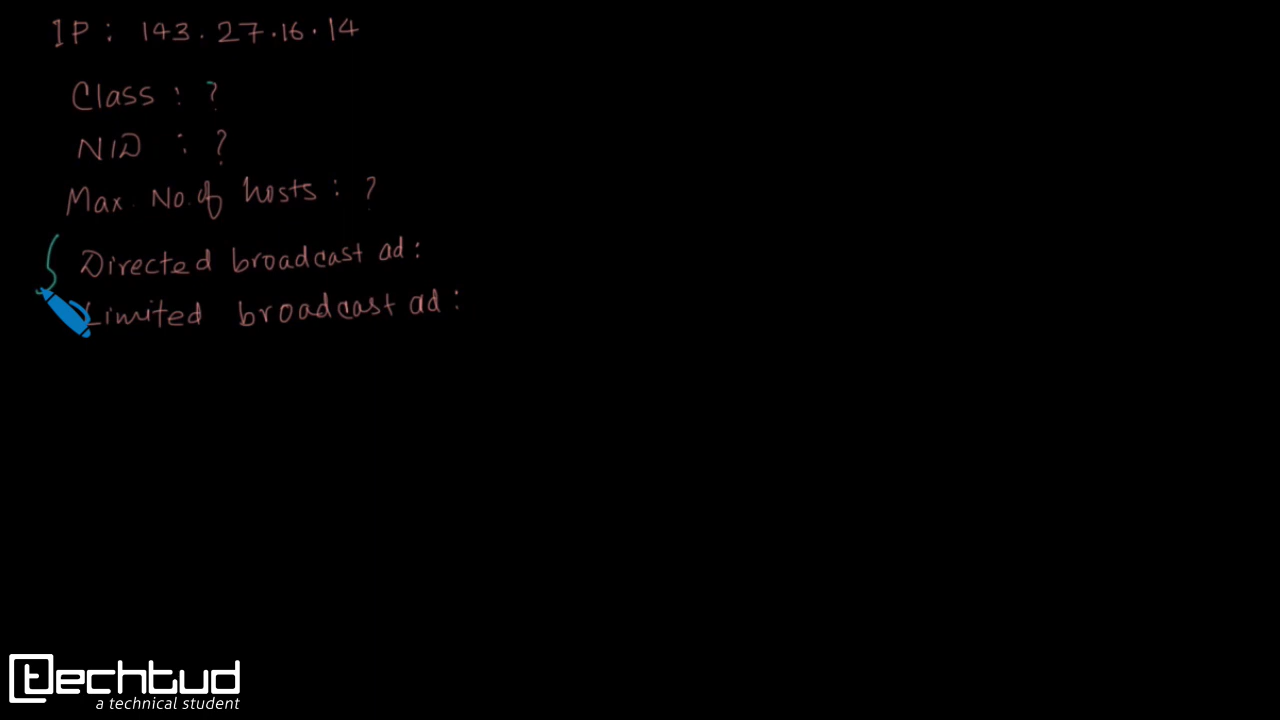 IP : 143.27.16.14
Class : ?
NID : ?
Max. No. of hosts : ?
Directed broadcast ad :
Limited broadcast ad :
techtud
a technical student